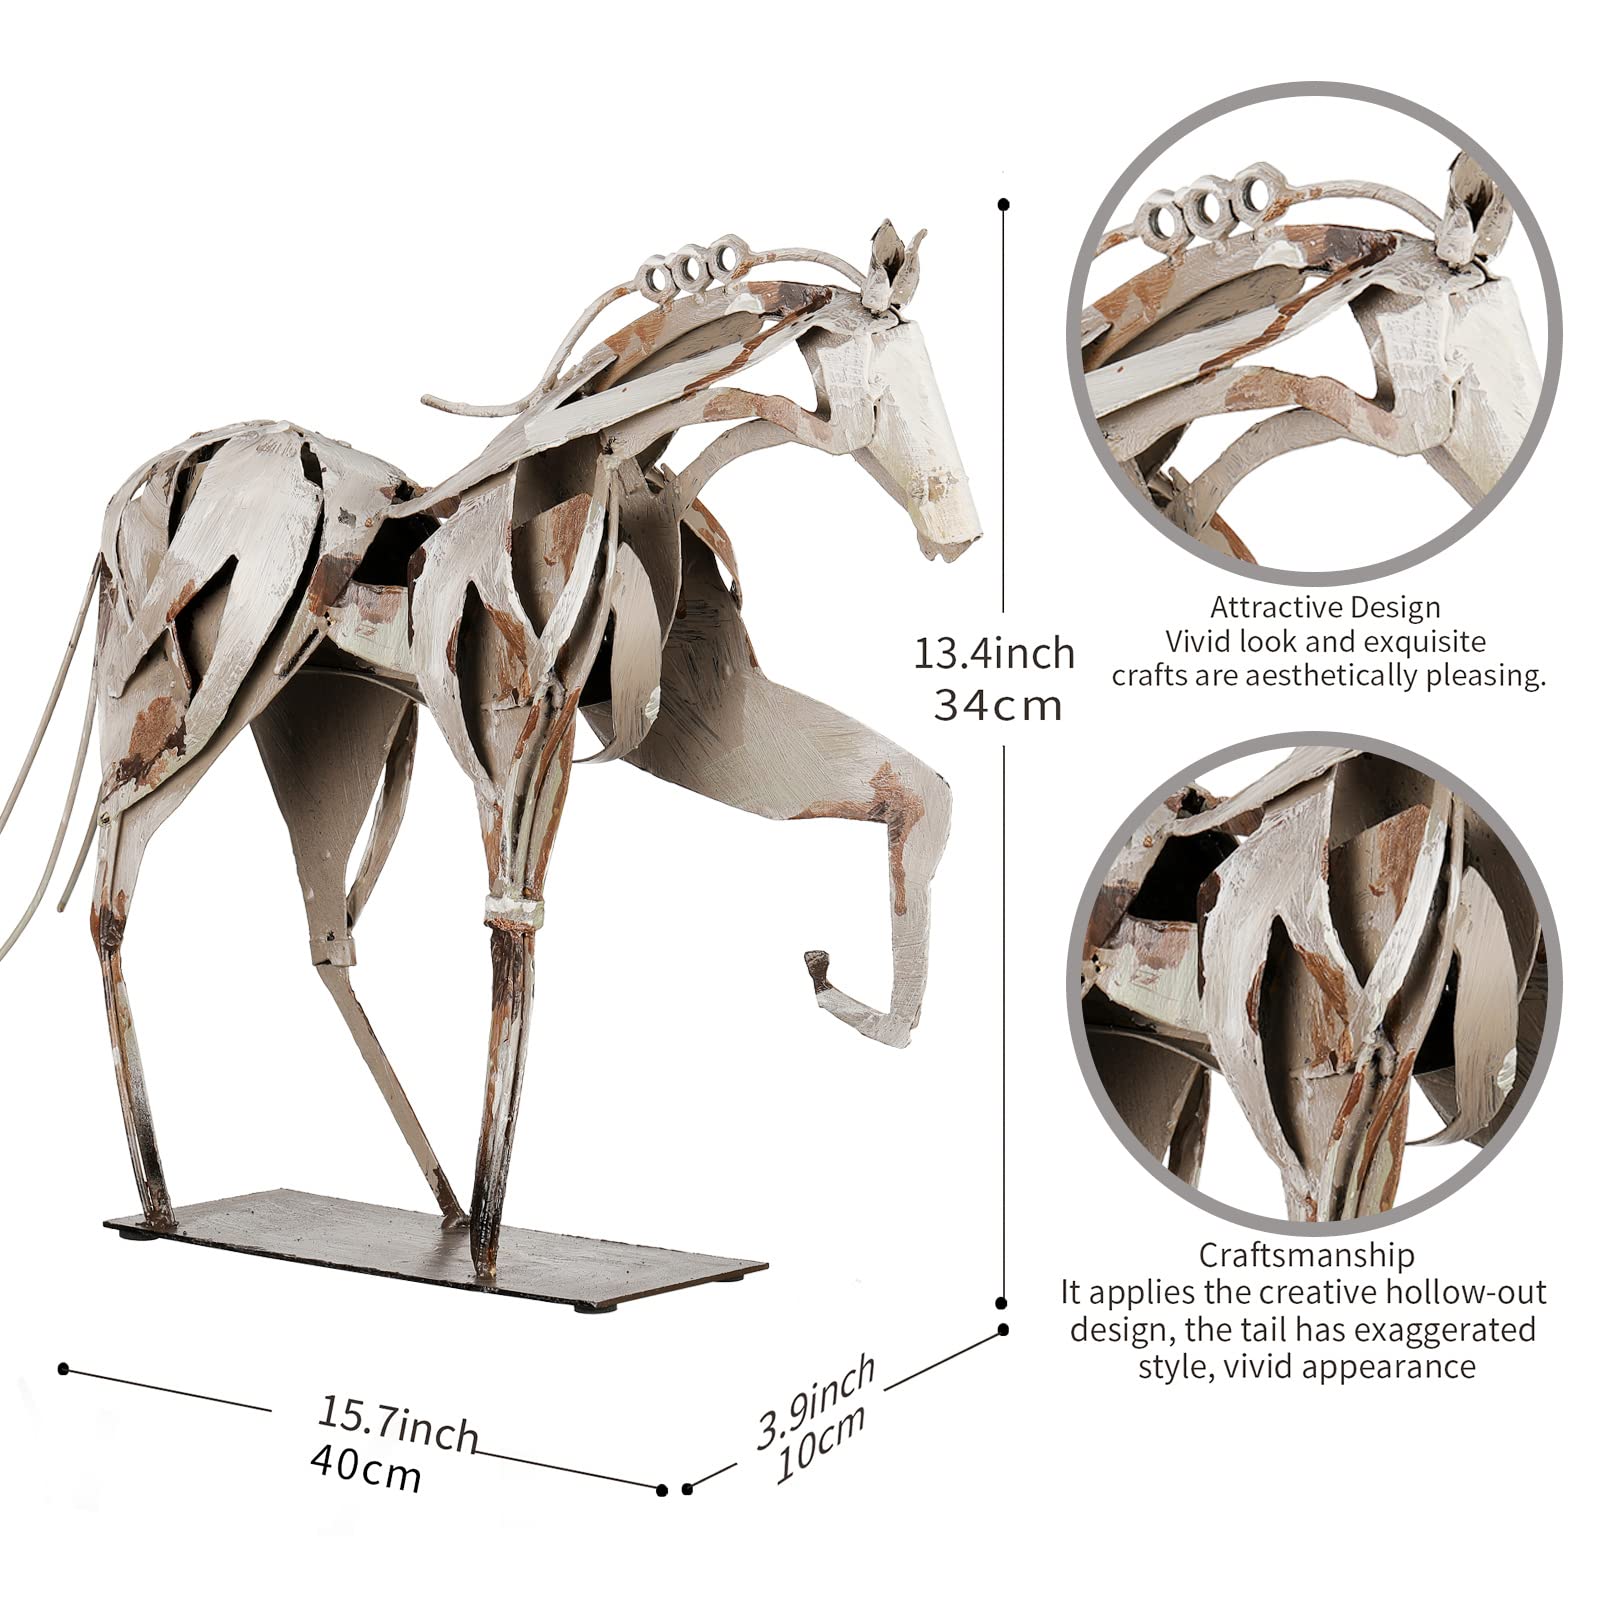 13.4inch
34cm
Attractive Design
Vivid look and exquisite
crafts are aesthetically pleasing.
Craftsmanship
It applies the creative hollow-out
design, the tail has exaggerated
style, vivid appearance
15.7inch
40cm
3.9inch
10cm